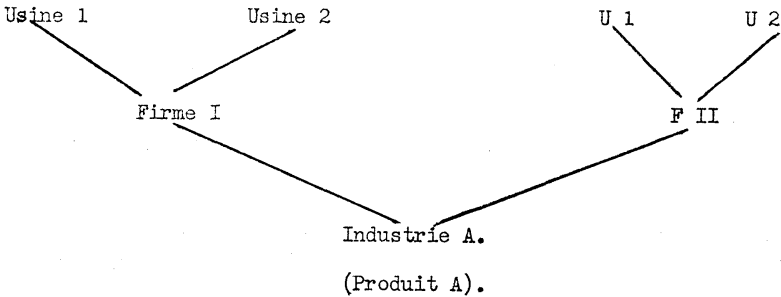 Usine 1 Usine 2 U 1 U 2
Firme I F II
Industrie A.
(Produit A).